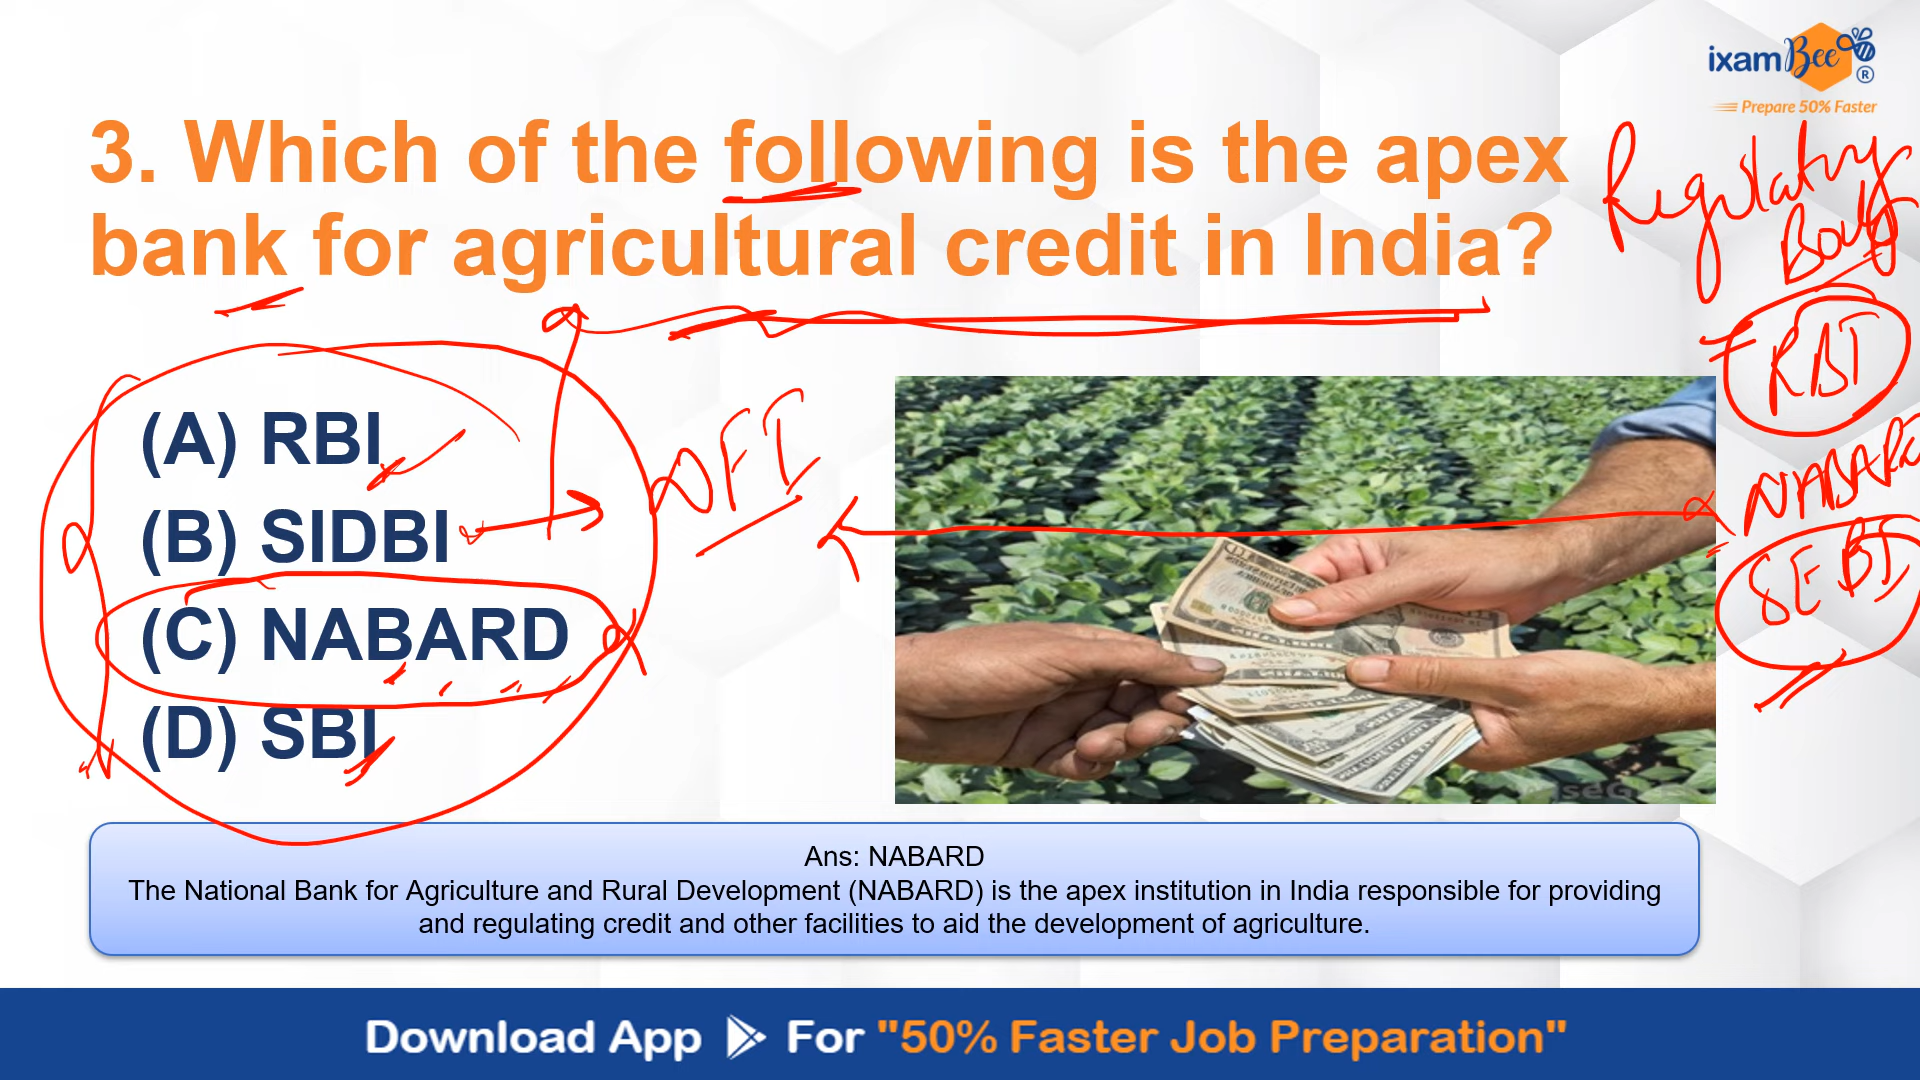 ixamBee
®
Prepare 50% Faster
3. Which of the following is the apex
bank for agricultural credit in India?
Regulatry
Body
RBI
NABARD
SEBI
(A) RBI
(B) SIDBI
(C) NABARD
(D) SBI
Ans: NABARD
The National Bank for Agriculture and Rural Development (NABARD) is the apex institution in India responsible for providing
and regulating credit and other facilities to aid the development of agriculture.
Download App For "50% Faster Job Preparation"